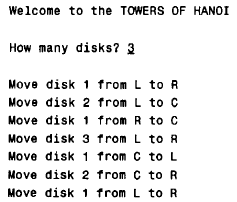 Welcome to the TOWERS OF HANOI
How many disks? 3
Move disk 1 from L to R
Move disk 2 from L to C
Move disk 1 from R to C
Move disk 3 from L to R
Move disk 1 from C to L
Move disk 2 from C to R
Move disk 1 from L to R